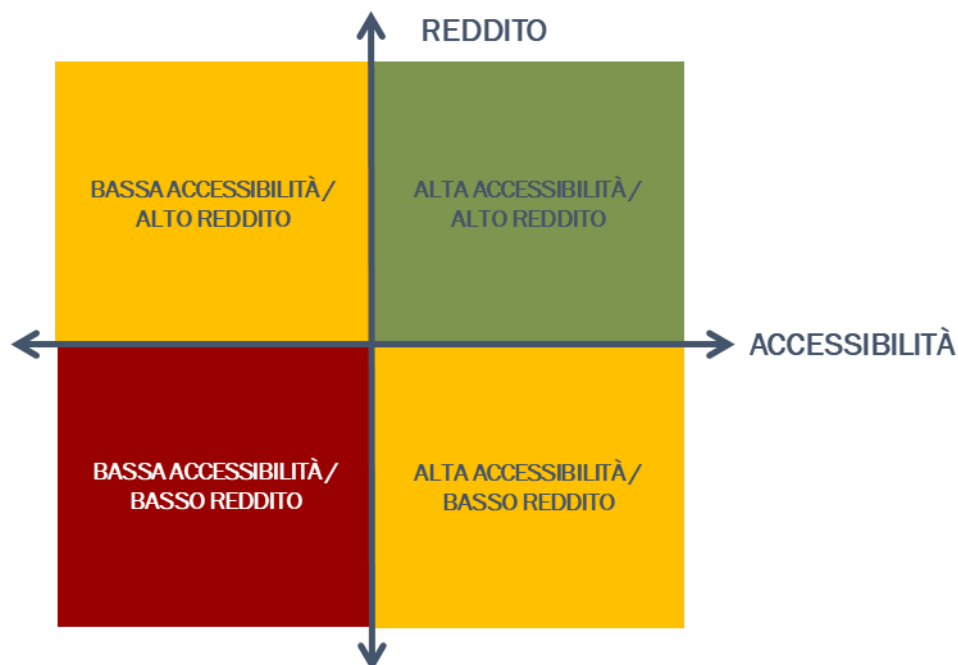 REDDITO
BASSA ACCESSIBILITÀ /
ALTO REDDITO
ALTA ACCESSIBILITÀ /
ALTO REDDITO
ACCESSIBILITÀ
BASSA ACCESSIBILITÀ /
BASSO REDDITO
ALTA ACCESSIBILITÀ /
BASSO REDDITO